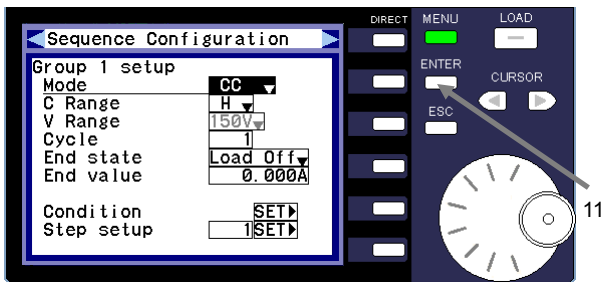 Sequence Configuration
Group 1 setup
Mode CC
C Range H
V Range 150V
Cycle 1
End state Load Off
End value 0.000A
Condition SET
Step setup 1 SET
DIRECT MENU LOAD
ENTER
CURSOR
ESC
11